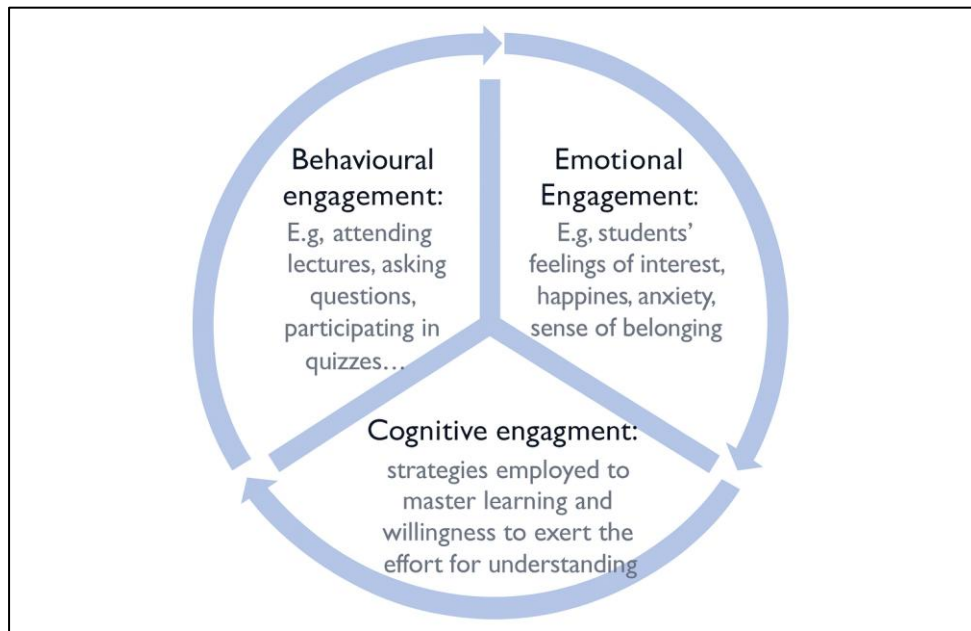 Behavioural
engagement:
E.g, attending
lectures, asking
questions,
participating in
quizzes…
Emotional
Engagement:
E.g, students’
feelings of interest,
happines, anxiety,
sense of belonging
Cognitive engagment:
strategies employed to
master learning and
willingness to exert the
effort for understanding